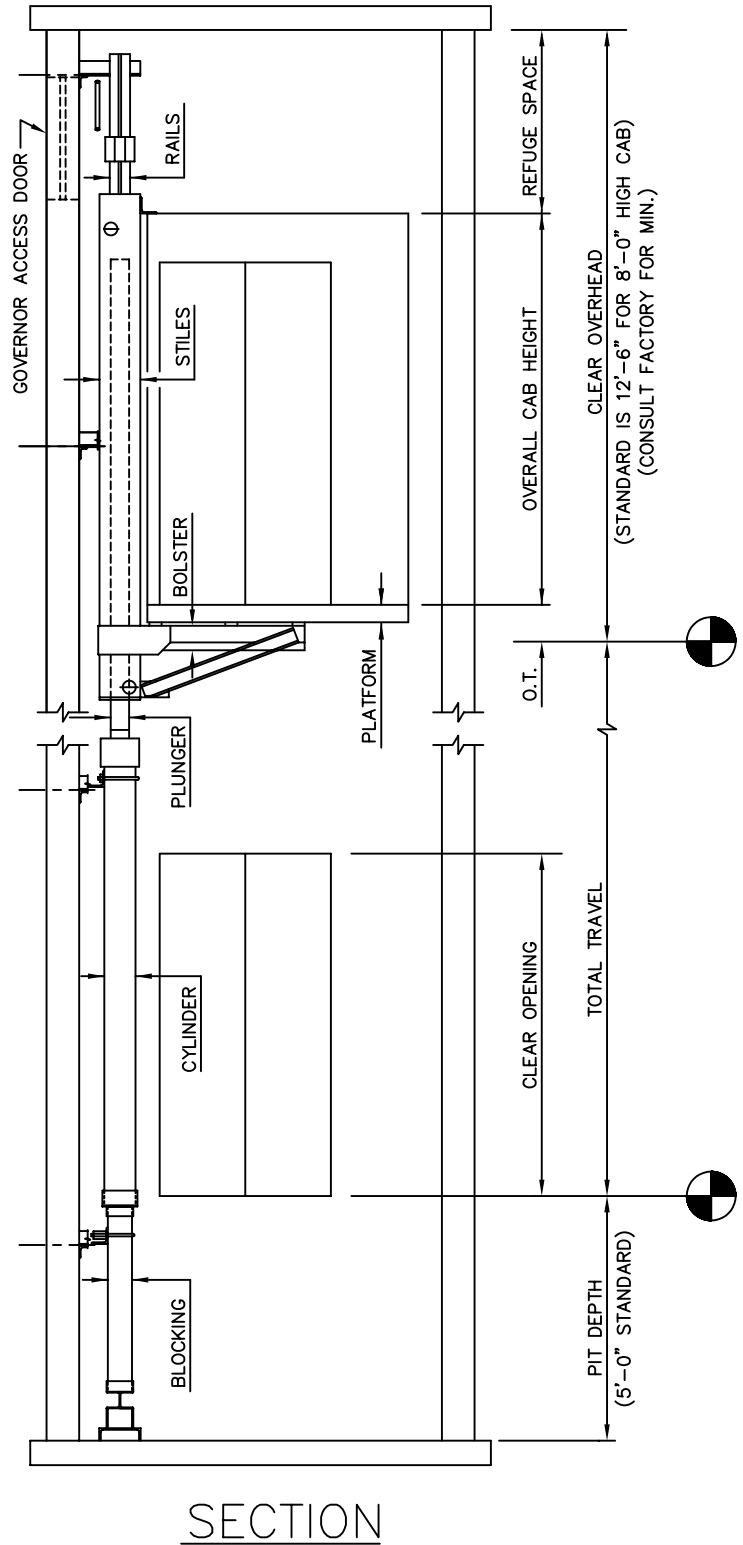 GOVERNOR ACCESS DOOR
RAILS
REFUGE SPACE
STILES
OVERALL CAB HEIGHT
CLEAR OVERHEAD
(STANDARD IS 12'-6" FOR 8'-0" HIGH CAB)
(CONSULT FACTORY FOR MIN.)
BOLSTER
PLATFORM
O.T.
PLUNGER
CYLINDER
CLEAR OPENING
TOTAL TRAVEL
BLOCKING
PIT DEPTH
(5'-0" STANDARD)
SECTION